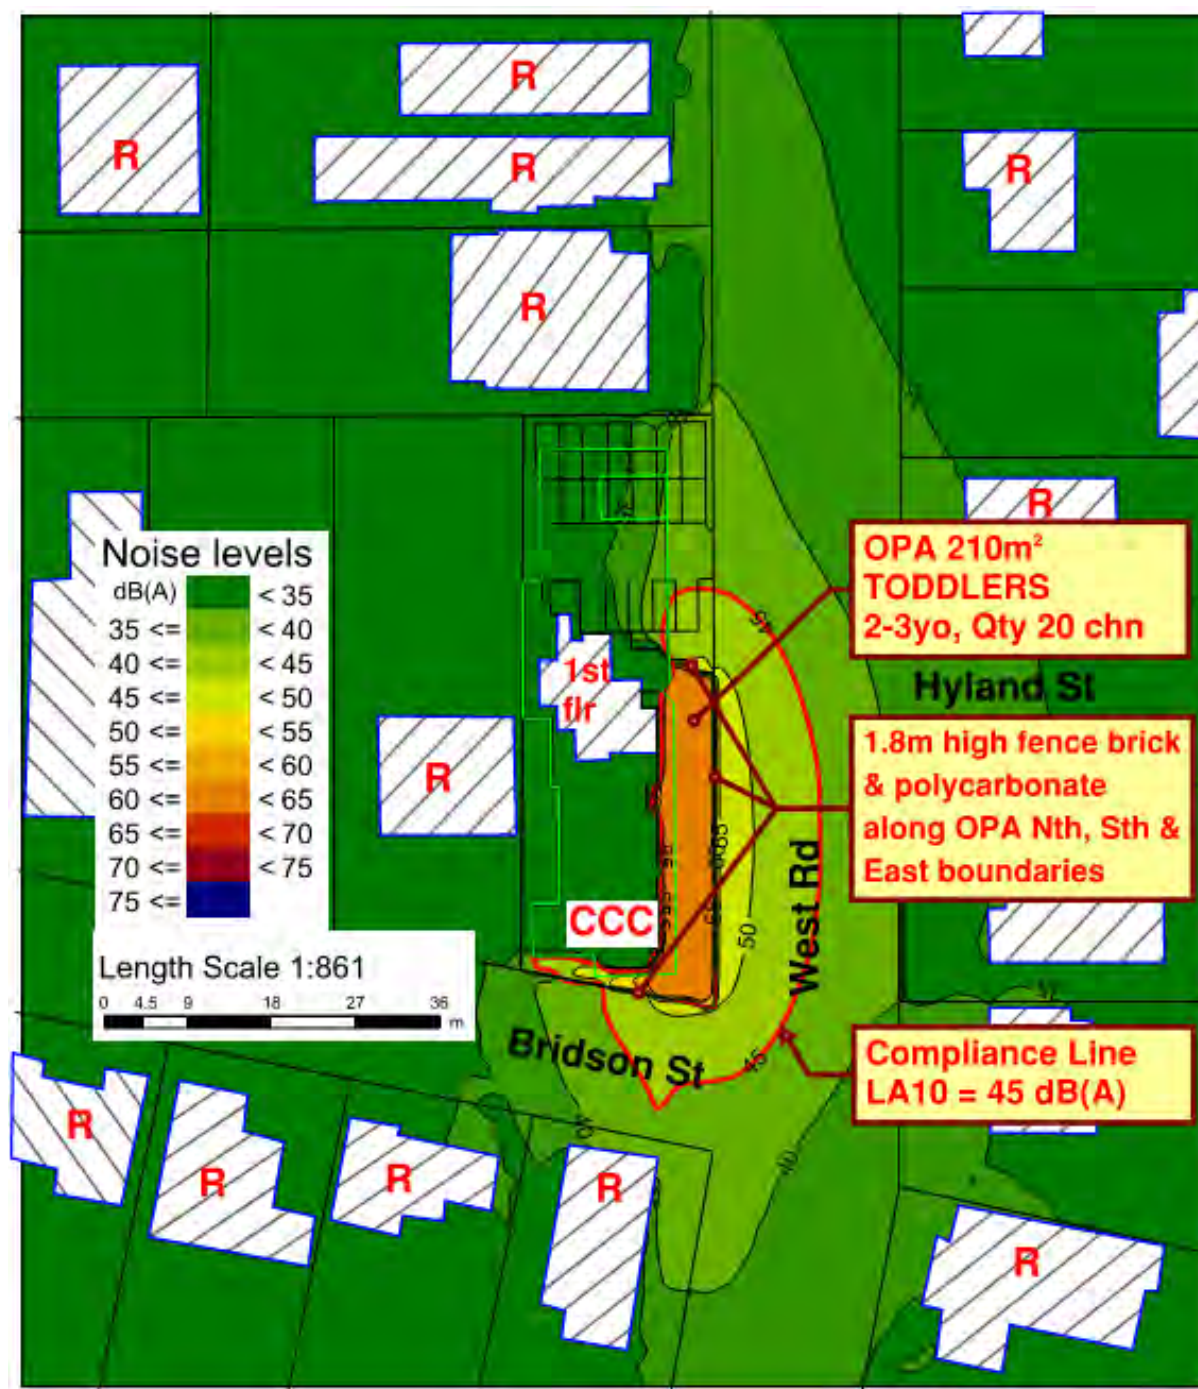 R
R
R
R
R
R
OPA 210m²
TODDLERS
2-3yo, Qty 20 chn
Noise levels
dB(A)
< 35
35 <=
< 40
40 <=
< 45
45 <=
< 50
50 <=
< 55
55 <=
< 60
60 <=
< 65
65 <=
< 70
70 <=
< 75
75 <=
Length Scale 1:861
0 4.5 9 18 27 36
m
45
1st
flr
R
Hyland St
1.8m high fence brick
& polycarbonate
along OPA Nth, Sth &
East boundaries
West Rd
50
CCC
Bridson St
45
Compliance Line
LA10 = 45 dB(A)
40
40
R
R
R
R
R